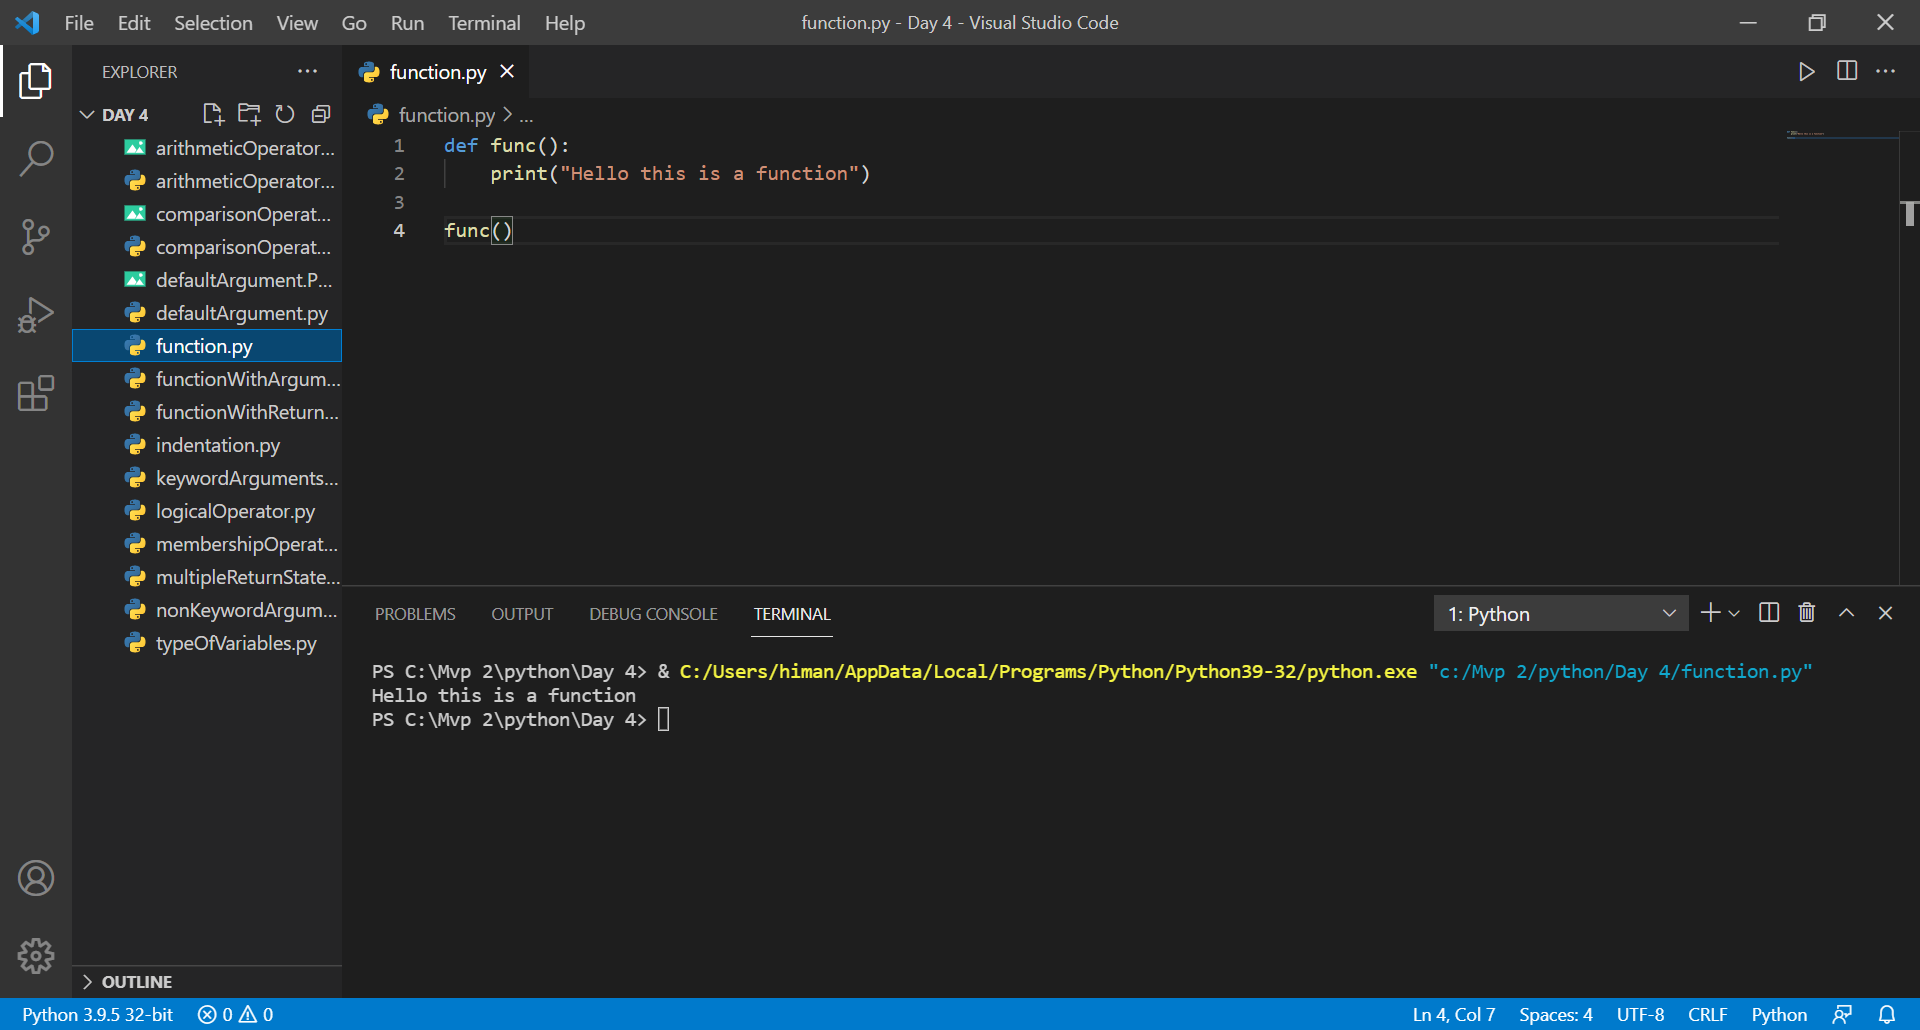 File Edit Selection View Go Run Terminal Help function.py - Day 4 - Visual Studio Code
EXPLORER
DAY 4
arithmeticOperator...
arithmeticOperator...
comparisonOperat...
comparisonOperat...
defaultArgument.P...
defaultArgument.py
function.py
functionWithArgum...
functionWithReturn...
indentation.py
keywordArguments...
logicalOperator.py
membershipOperat...
multipleReturnState...
nonKeywordArgum...
typeOfVariables.py
OUTLINE
function.py
function.py > ...
1 def func():
2 print("Hello this is a function")
3
4 func()
PROBLEMS OUTPUT DEBUG CONSOLE TERMINAL 1: Python
PS C:\Mvp 2\python\Day 4> & C:/Users/himan/AppData/Local/Programs/Python/Python39-32/python.exe "c:/Mvp 2/python/Day 4/function.py"
Hello this is a function
PS C:\Mvp 2\python\Day 4>
Python 3.9.5 32-bit 0 0 Ln 4, Col 7 Spaces: 4 UTF-8 CRLF Python